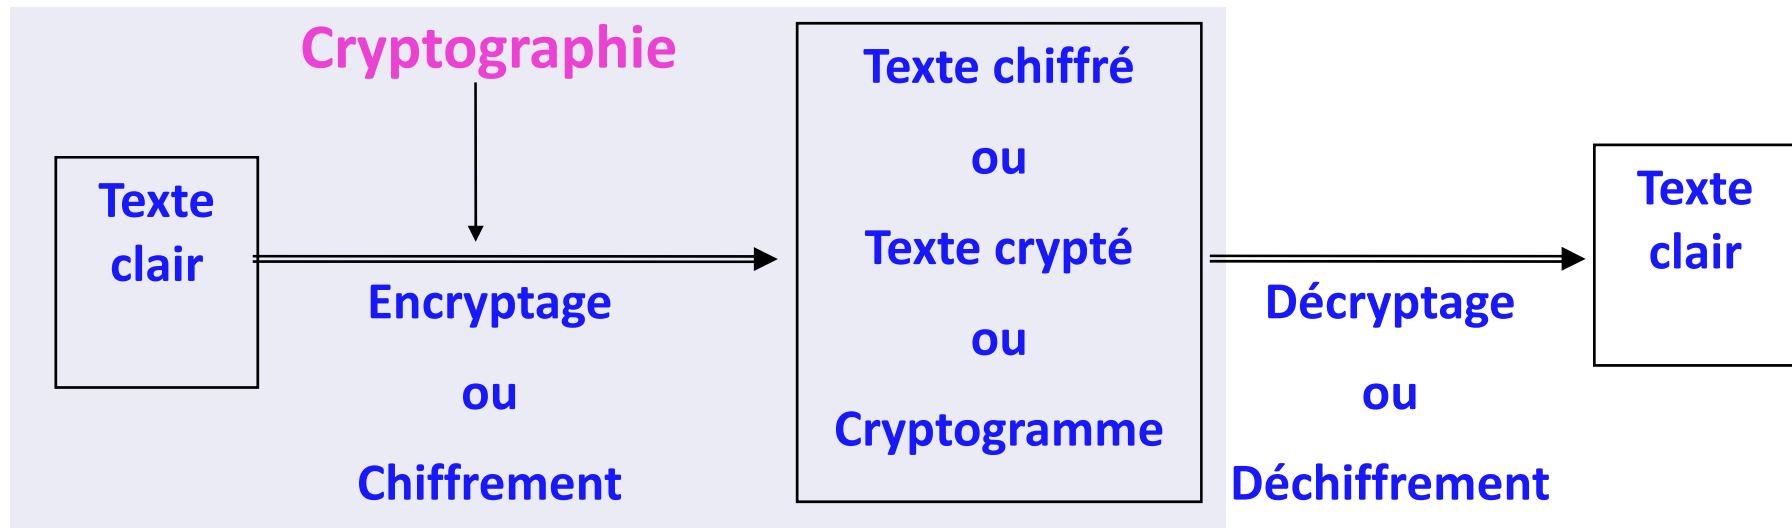 Cryptographie
Texte
clair
Encryptage
ou
Chiffrement
Texte chiffré
ou
Texte crypté
ou
Cryptogramme
Décryptage
ou
Déchiffrement
Texte
clair